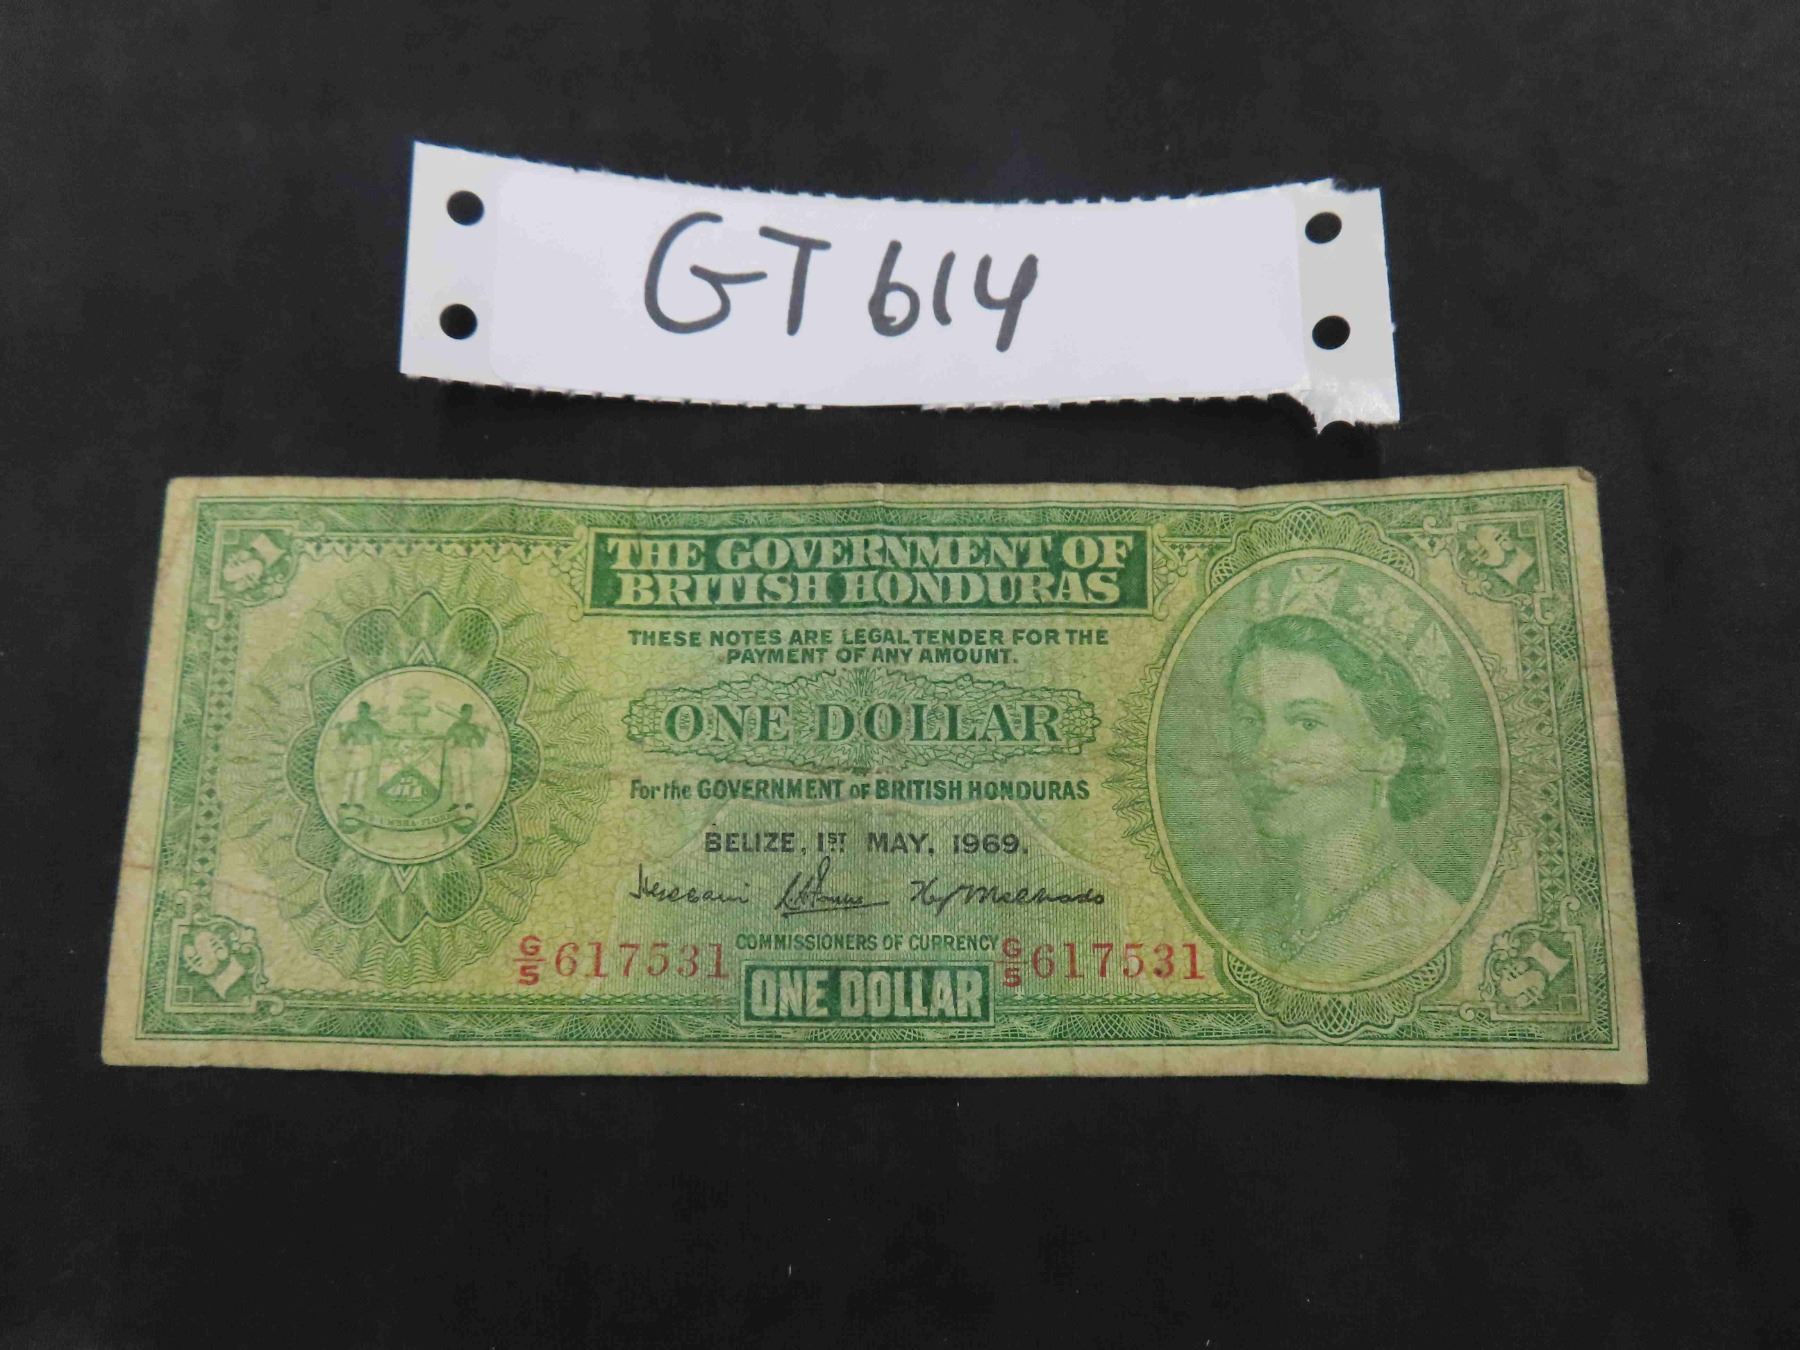 GT 614
$1
$1
THE GOVERNMENT OF
BRITISH HONDURAS
THESE NOTES ARE LEGAL TENDER FOR THE
PAYMENT OF ANY AMOUNT.
ONE DOLLAR
For the GOVERNMENT OF BRITISH HONDURAS
BELIZE, 1ST MAY, 1969.
COMMISSIONERS OF CURRENCY
G/5 617531
G/5 617531
ONE DOLLAR
$1
$1